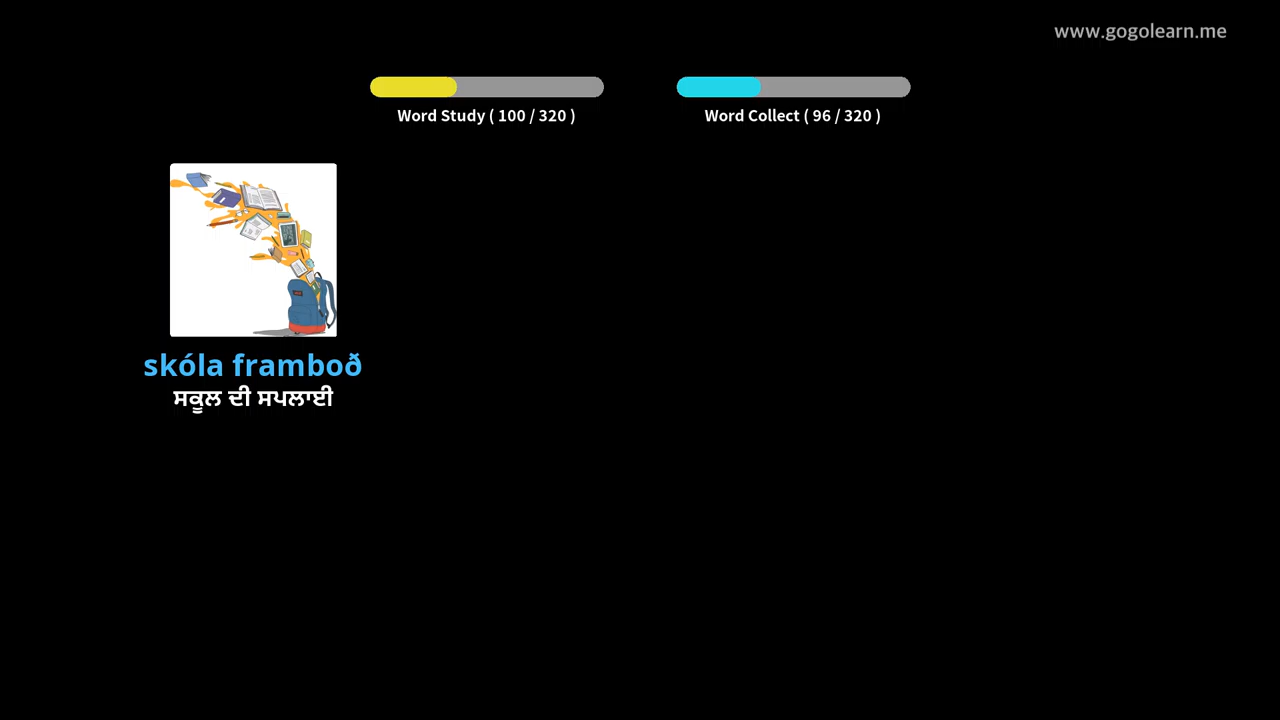 www.gogolearn.me
Word Study ( 100 / 320 )
Word Collect ( 96 / 320 )
skóla framboð
ਸਕੂਲ ਦੀ ਸਪਲਾਈ